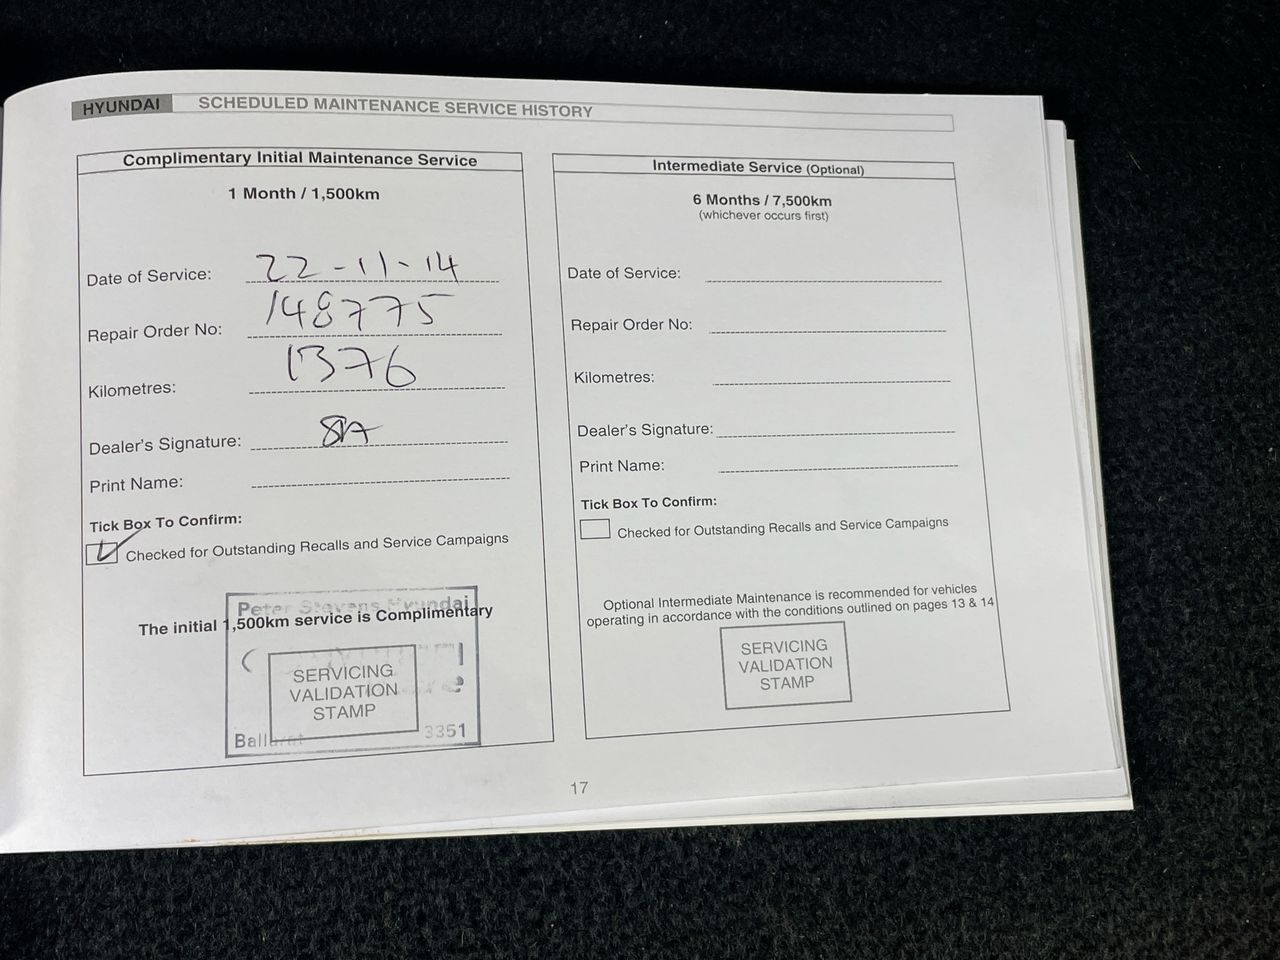 HYUNDAI SCHEDULED MAINTENANCE SERVICE HISTORY
Complimentary Initial Maintenance Service
1 Month / 1,500km
Date of Service: 22-11-14
Repair Order No: 148775
Kilometres: 1376
Dealer's Signature:
Print Name:
Tick Box To Confirm:
Checked for Outstanding Recalls and Service Campaigns
Peter Stevens Hyundai
The initial 1,500km service is Complimentary
SERVICING
VALIDATION
STAMP
Ballarat 3351
Intermediate Service (Optional)
6 Months / 7,500km
(whichever occurs first)
Date of Service:
Repair Order No:
Kilometres:
Dealer's Signature:
Print Name:
Tick Box To Confirm:
Checked for Outstanding Recalls and Service Campaigns
Optional Intermediate Maintenance is recommended for vehicles
operating in accordance with the conditions outlined on pages 13 & 14
SERVICING
VALIDATION
STAMP
17